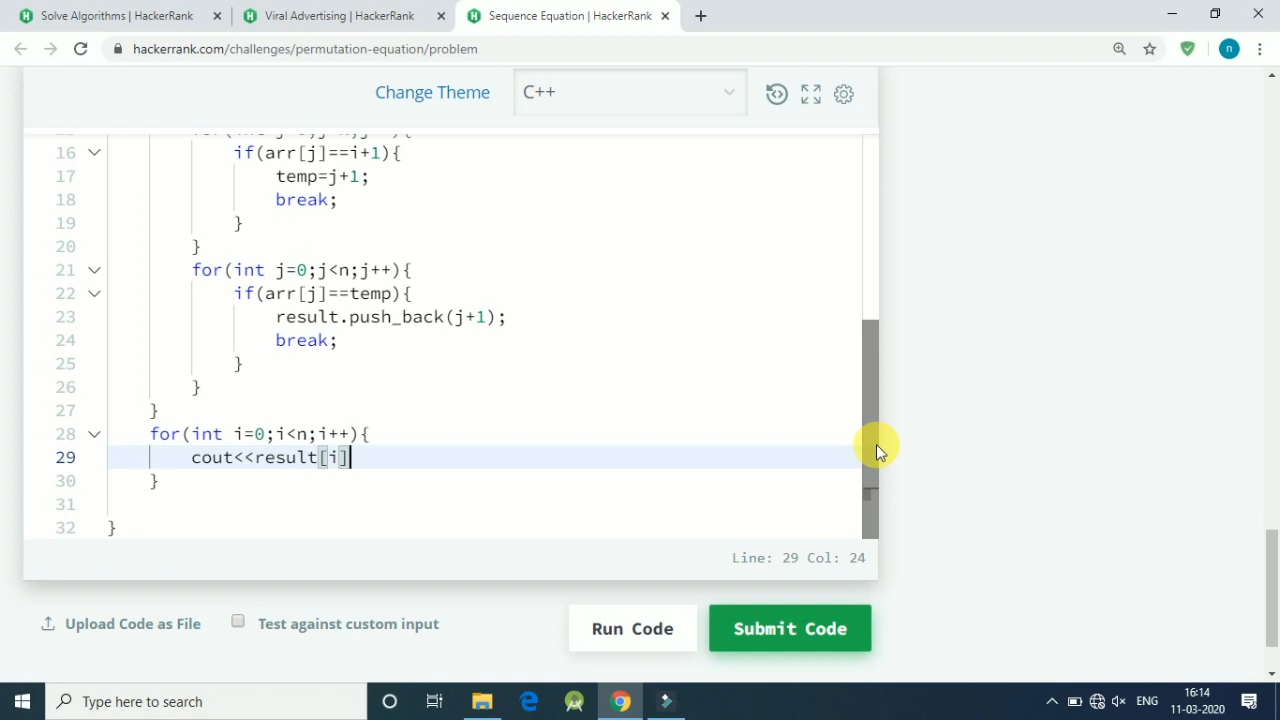 Solve Algorithms | HackerRank
Viral Advertising | HackerRank
Sequence Equation | HackerRank
hackerrank.com/challenges/permutation-equation/problem
n
Change Theme
C++
16 if(arr[j]==i+1){
17 temp=j+1;
18 break;
19 }
20 }
21 for(int j=0;j<n;j++){
22 if(arr[j]==temp){
23 result.push_back(j+1);
24 break;
25 }
26 }
27 }
28 for(int i=0;i<n;i++){
29 cout<<result[i]
30 }
31
32 }
Line: 29 Col: 24
Upload Code as File
Test against custom input
Run Code
Submit Code
Type here to search
ENG
16:14
11-03-2020